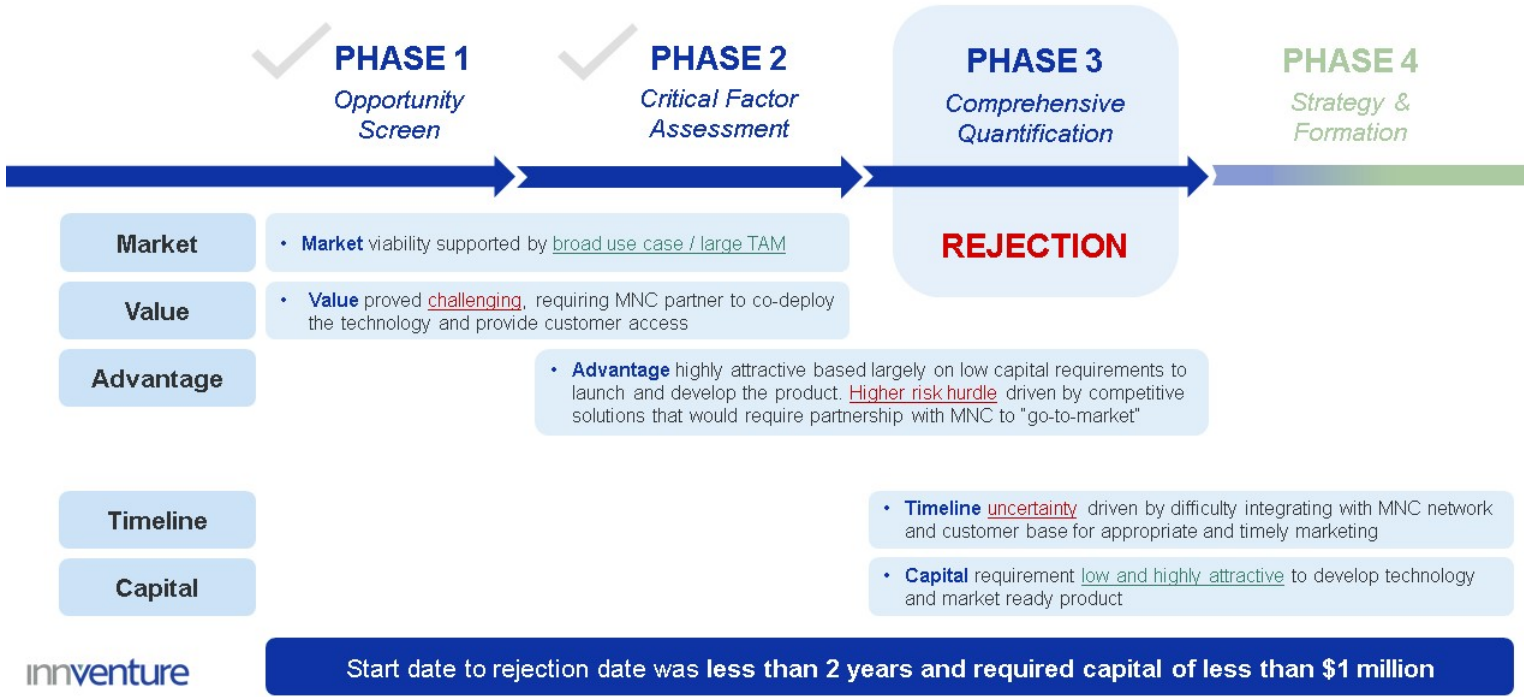 PHASE 1
Opportunity
Screen
PHASE 2
Critical Factor
Assessment
PHASE 3
Comprehensive
Quantification
PHASE 4
Strategy &
Formation
REJECTION
Market
• Market viability supported by broad use case / large TAM
Value
• Value proved challenging, requiring MNC partner to co-deploy
the technology and provide customer access
Advantage
• Advantage highly attractive based largely on low capital requirements to
launch and develop the product. Higher risk hurdle driven by competitive
solutions that would require partnership with MNC to "go-to-market"
Timeline
• Timeline uncertainty driven by difficulty integrating with MNC network
and customer base for appropriate and timely marketing
Capital
• Capital requirement low and highly attractive to develop technology
and market ready product
innventure
Start date to rejection date was less than 2 years and required capital of less than $1 million